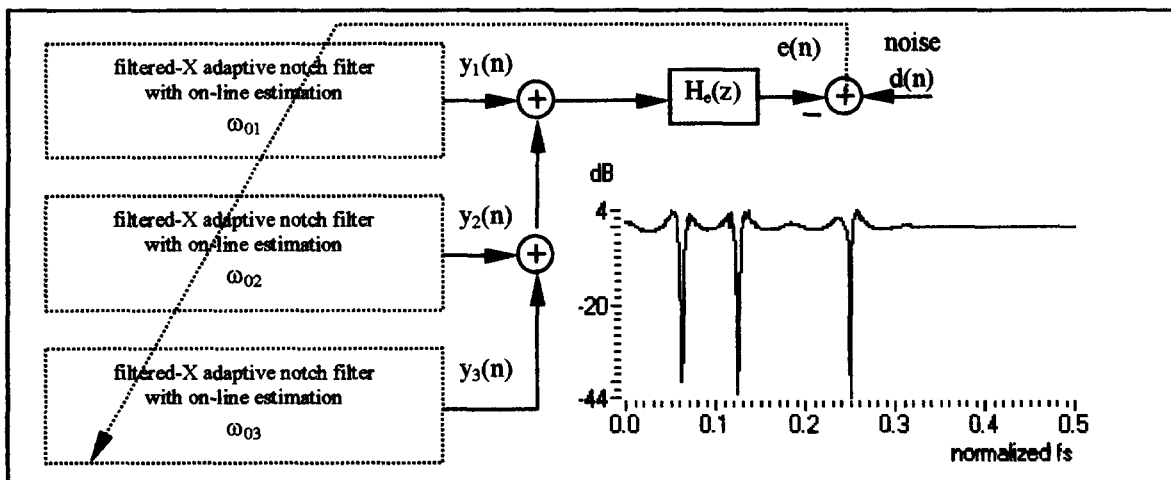 filtered-X adaptive notch filter
with on-line estimation
ω01
y1(n)
+
He(z)
e(n)
noise
+
d(n)
−
filtered-X adaptive notch filter
with on-line estimation
ω02
y2(n)
+
filtered-X adaptive notch filter
with on-line estimation
ω03
y3(n)
dB
4
-20
-44
0.0 0.1 0.2 0.3 0.4 0.5
normalized fs